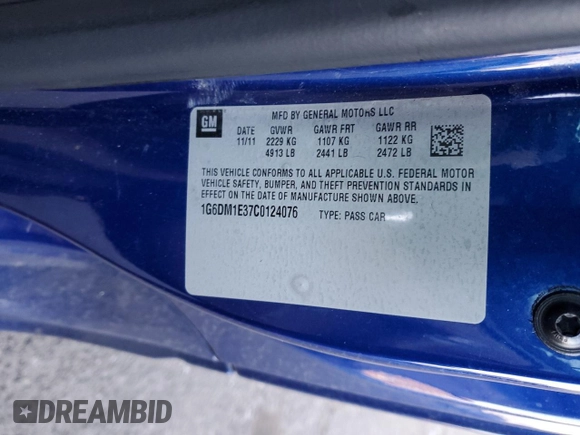 GM
MFD BY GENERAL MOTORS LLC
DATE GVWR GAWR FRT GAWR RR
11/11 2229 KG 1107 KG 1122 KG
4913 LB 2441 LB 2472 LB
THIS VEHICLE CONFORMS TO ALL APPLICABLE U.S. FEDERAL MOTOR
VEHICLE SAFETY, BUMPER, AND THEFT PREVENTION STANDARDS IN
EFFECT ON THE DATE OF MANUFACTURE SHOWN ABOVE.
1G6DM1E37C0124076 TYPE: PASS CAR
DREAMBID